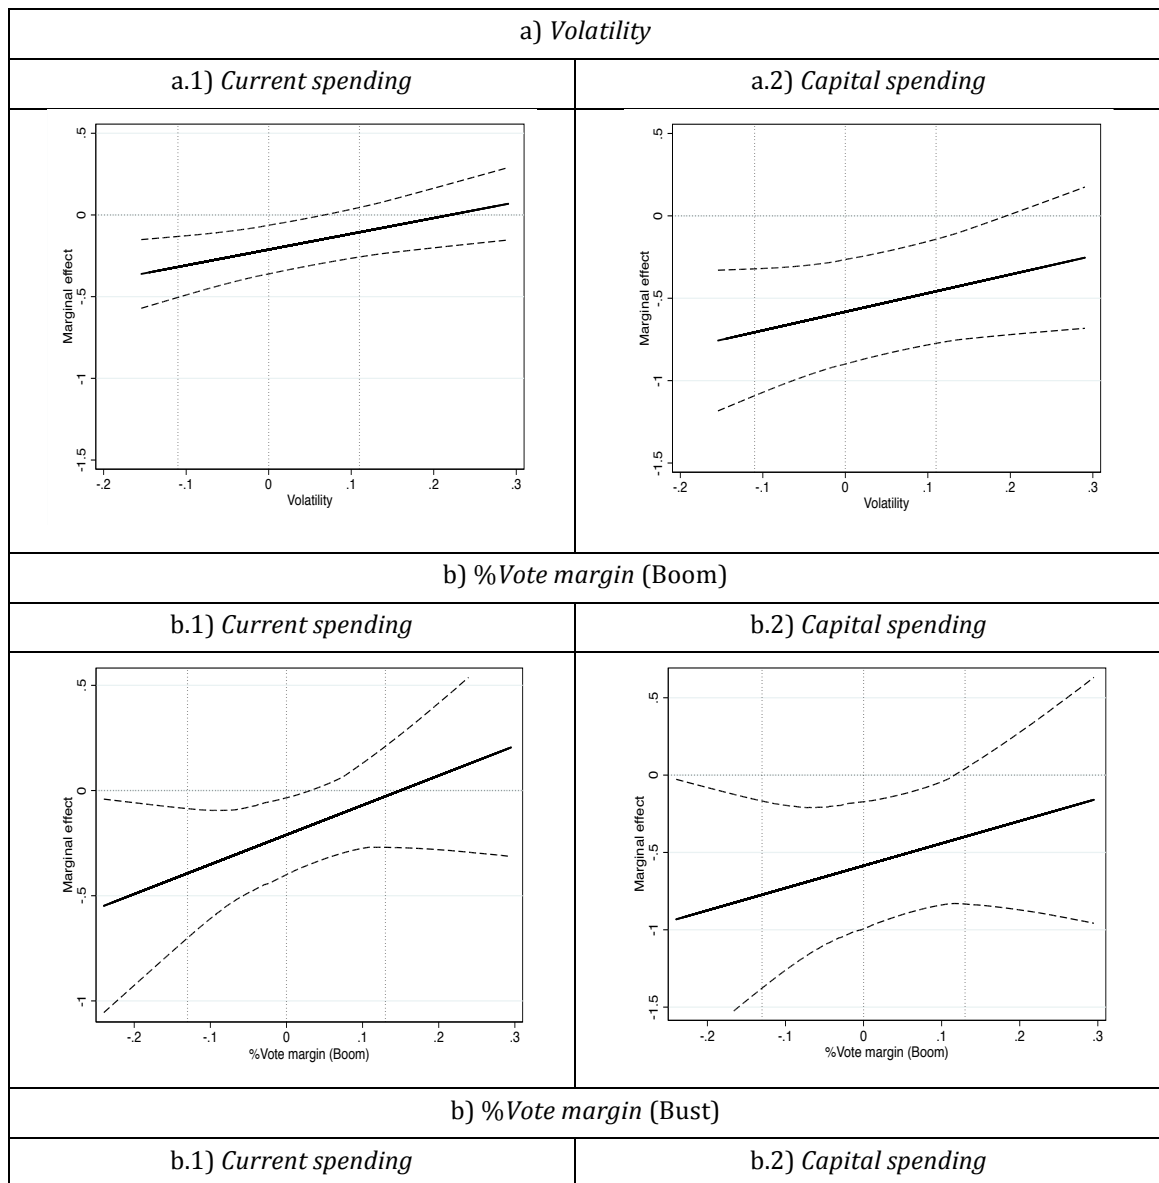 a) Volatility
a.1) Current spending
a.2) Capital spending
Marginal effect
.5
0
-.5
-1
-1.5
-.2 -.1 0 .1 .2 .3
Volatility
Marginal effect
.5
0
-.5
-1
-1.5
-.2 -.1 0 .1 .2 .3
Volatility
b) %Vote margin (Boom)
b.1) Current spending
b.2) Capital spending
Marginal effect
.5
0
-.5
-1
-.2 -.1 0 .1 .2 .3
%Vote margin (Boom)
Marginal effect
.5
0
-.5
-1
-1.5
-.2 -.1 0 .1 .2 .3
%Vote margin (Boom)
b) %Vote margin (Bust)
b.1) Current spending
b.2) Capital spending